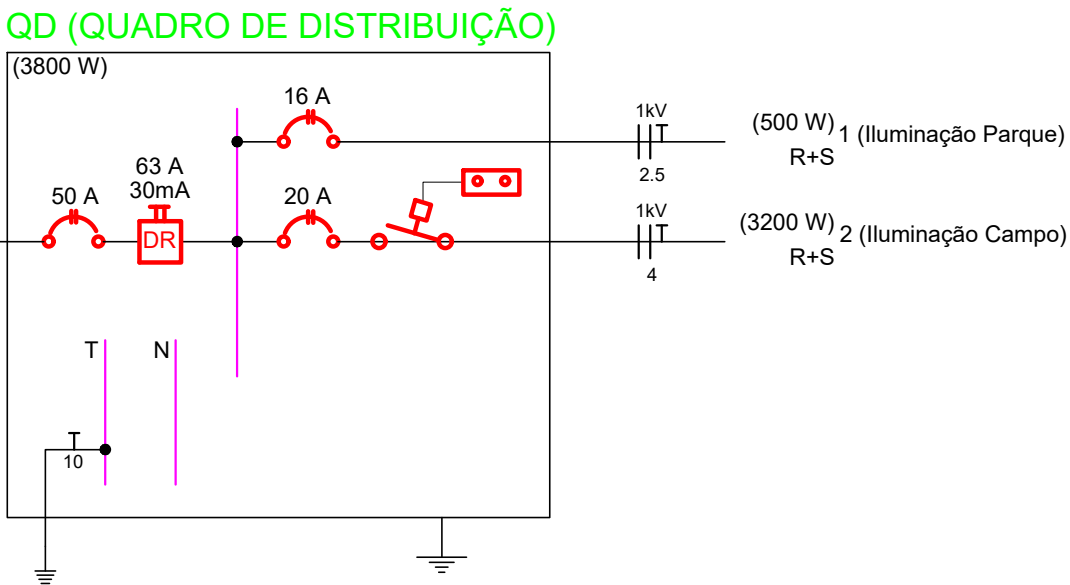 QD (QUADRO DE DISTRIBUIÇÃO)
(3800 W)
16 A
1kV
T
2.5
(500 W)
1 (Iluminação Parque)
R+S
50 A
63 A
30mA
DR
20 A
1kV
T
4
(3200 W)
2 (Iluminação Campo)
R+S
T
N
T
10